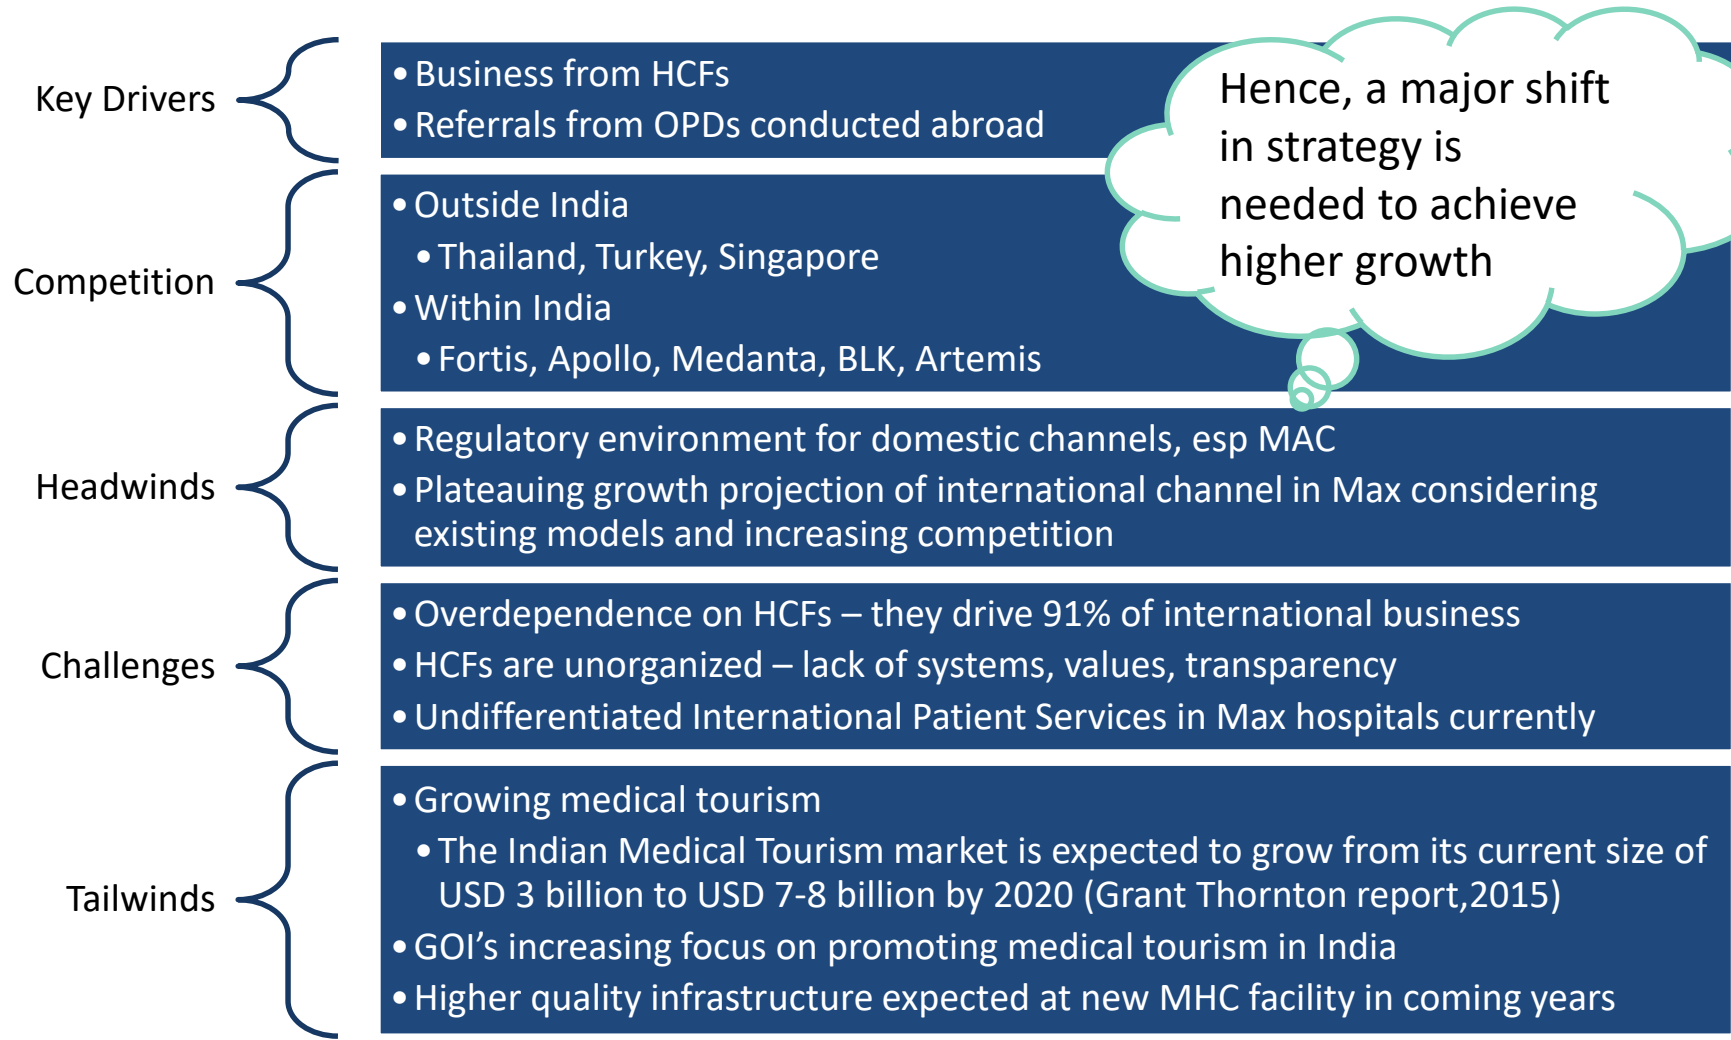 Key Drivers
• Business from HCFs
• Referrals from OPDs conducted abroad
Hence, a major shift
in strategy is
needed to achieve
higher growth
Competition
• Outside India
• Thailand, Turkey, Singapore
• Within India
• Fortis, Apollo, Medanta, BLK, Artemis
Headwinds
• Regulatory environment for domestic channels, esp MAC
• Plateauing growth projection of international channel in Max considering
existing models and increasing competition
Challenges
• Overdependence on HCFs – they drive 91% of international business
• HCFs are unorganized – lack of systems, values, transparency
• Undifferentiated International Patient Services in Max hospitals currently
Tailwinds
• Growing medical tourism
• The Indian Medical Tourism market is expected to grow from its current size of
USD 3 billion to USD 7-8 billion by 2020 (Grant Thornton report,2015)
• GOI’s increasing focus on promoting medical tourism in India
• Higher quality infrastructure expected at new MHC facility in coming years